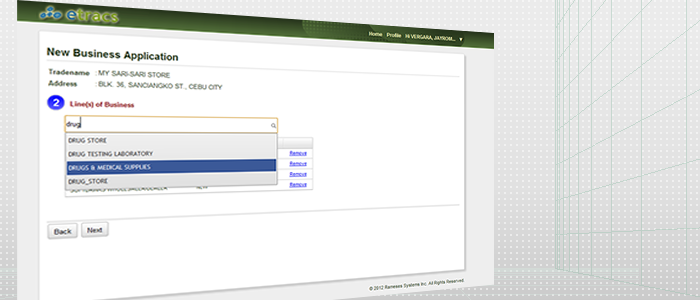 etracs
Home Profile Hi VERGARA, JAYROM... ▼
New Business Application
Tradename : MY SARI-SARI STORE
Address : BLK. 36, SANCIANGKO ST., CEBU CITY
2 Line(s) of Business
drug
DRUG STORE
DRUG TESTING LABORATORY
Remove
DRUGS & MEDICAL SUPPLIES
Remove
DRUG_STORE
Remove
Remove
Back Next
© 2012 Rameses Systems Inc. All Rights Reserved